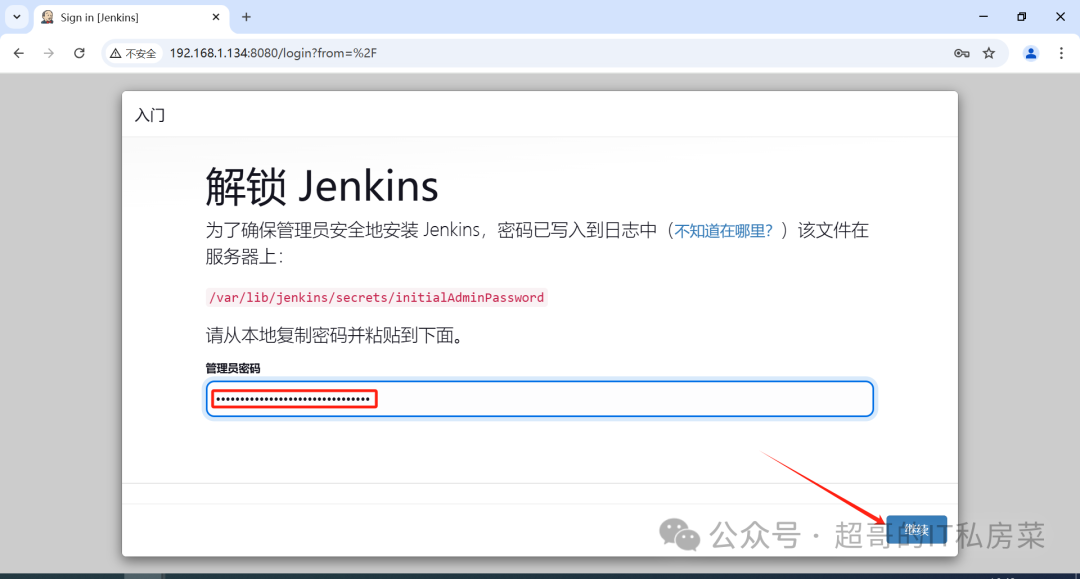 Sign in [Jenkins]
不安全
192.168.1.134:8080/login?from=%2F
入门
解锁 Jenkins
为了确保管理员安全地安装 Jenkins，密码已写入到日志中（不知道在哪里？）该文件在
服务器上：
/var/lib/jenkins/secrets/initialAdminPassword
请从本地复制密码并粘贴到下面。
管理员密码
继续
公众号 · 超哥的IT私房菜